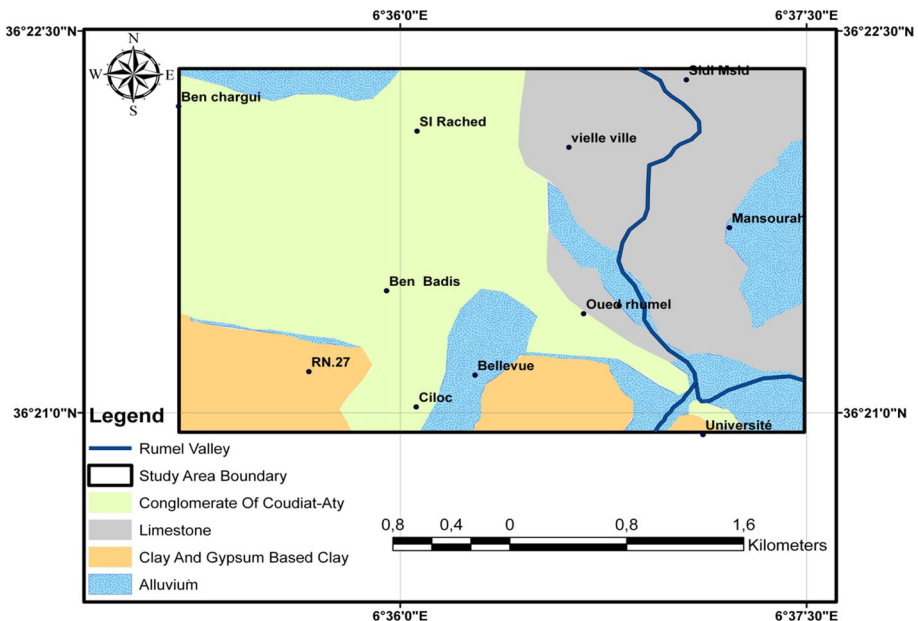 6°36'0"E
6°37'30"E
36°22'30"N
36°22'30"N
N
W
E
S
Sidi Msid
Ben chargui
SI Rached
vielle ville
Mansourah
Ben Badis
Oued rhumel
RN.27
Bellevue
Ciloc
36°21'0"N
36°21'0"N
Université
Legend
Rumel Valley
Study Area Boundary
Conglomerate Of Coudiat-Aty
Limestone
Clay And Gypsum Based Clay
Alluvium
0,8 0,4 0 0,8 1,6
Kilometers
6°36'0"E
6°37'30"E